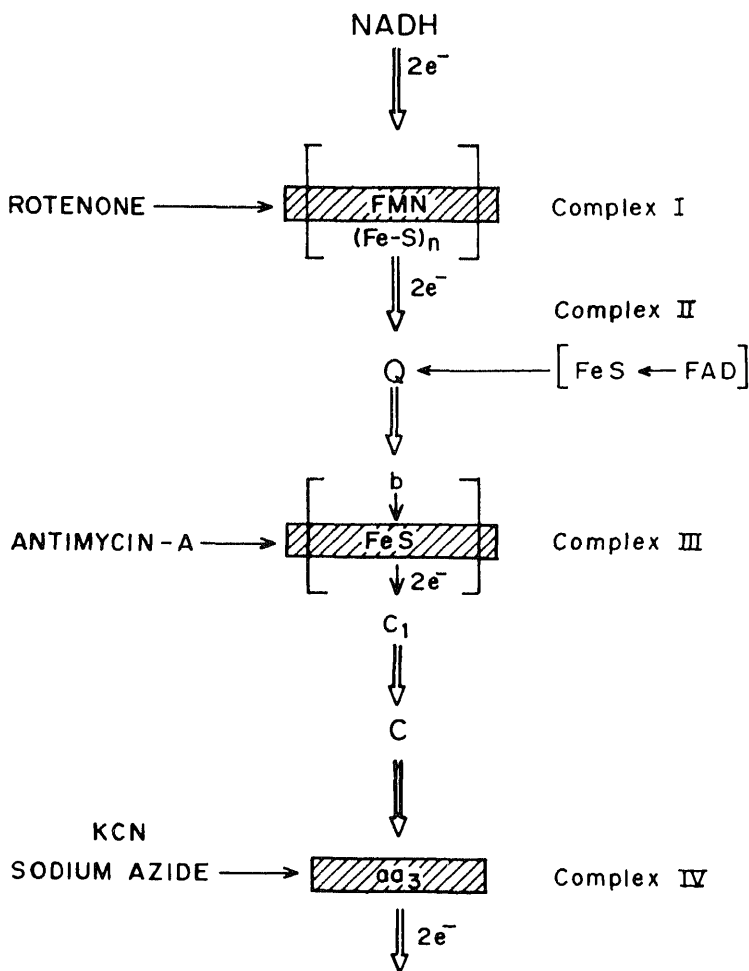 NADH
2e⁻
ROTENONE
FMN
(Fe-S)n
Complex I
2e⁻
Complex II
Q
[FeS ← FAD]
b
ANTIMYCIN-A
FeS
Complex III
2e⁻
C₁
C
KCN
SODIUM AZIDE
aa₃
Complex IV
2e⁻